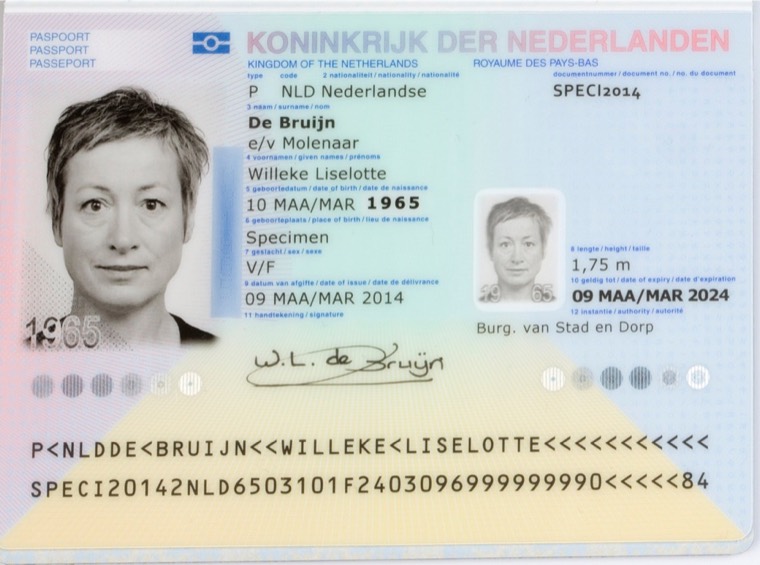 PASPOORT
PASSPORT
PASSEPORT
KONINKRIJK DER NEDERLANDEN
KINGDOM OF THE NETHERLANDS
ROYAUME DES PAYS-BAS
type code 2 nationaliteit / nationality / nationalité
documentnummer / document no. / no. du document
P NLD Nederlandse
SPECI2014
3 naam / surname / nom
De Bruijn
e/v Molenaar
4 voornamen / given names / prénoms
Willeke Liselotte
5 geboortedatum / date of birth / date de naissance
10 MAA/MAR 1965
6 geboorteplaats / place of birth / lieu de naissance
Specimen
7 geslacht / sex / sexe
V/F
8 datum van afgifte / date of issue / date de délivrance
09 MAA/MAR 2014
11 handtekening / signature
8 lengte / height / taille
1,75 m
10 geldig tot / date of expiry / date d'expiration
09 MAA/MAR 2024
12 instantie / authority / autorité
Burg. van Stad en Dorp
1965
19 65
W.L. de Bruijn
P<NLDDE<BRUIJN<<WILLEKE<LISELOTTE<<<<<<<<<<<
SPECI20142NLD6503101F2403096999999990<<<<<84